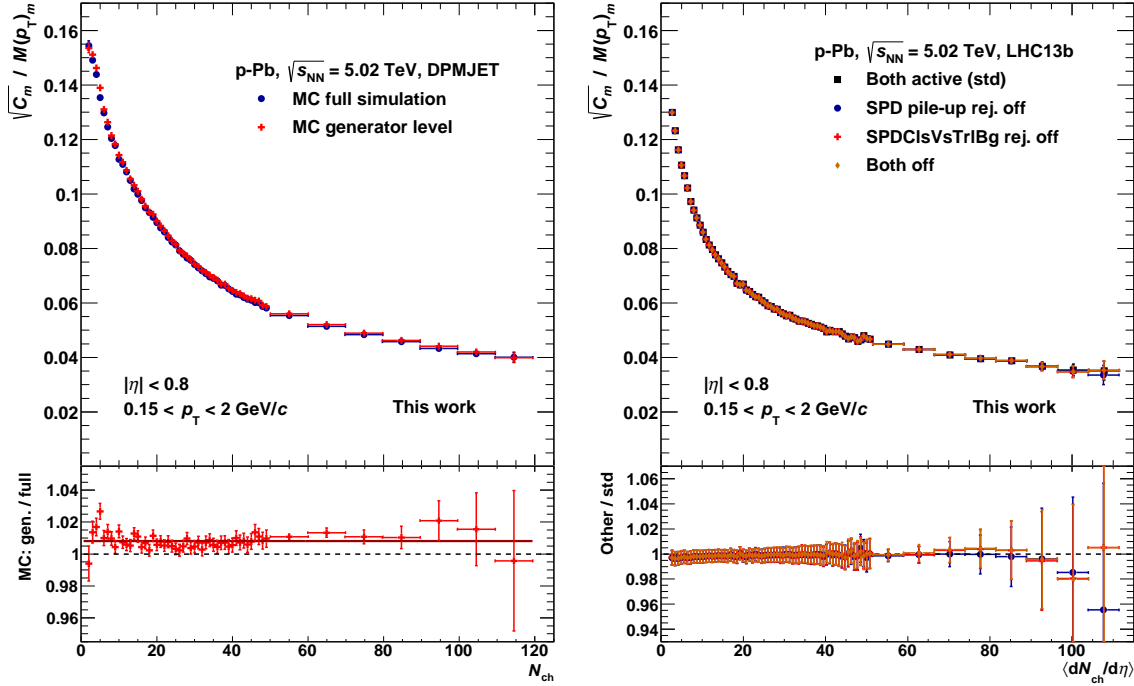 p-Pb, √s_NN = 5.02 TeV, DPMJET
MC full simulation
MC generator level
√C_m / M(p_T)_m
0.16
0.14
0.12
0.1
0.08
0.06
0.04
0.02
|η| < 0.8
0.15 < p_T < 2 GeV/c
This work
MC: gen. / full
1.04
1.02
1
0.98
0.96
0 20 40 60 80 100 120
N_ch
p-Pb, √s_NN = 5.02 TeV, LHC13b
Both active (std)
SPD pile-up rej. off
SPDClsVsTrlBg rej. off
Both off
√C_m / M(p_T)_m
0.16
0.14
0.12
0.1
0.08
0.06
0.04
0.02
|η| < 0.8
0.15 < p_T < 2 GeV/c
This work
Other / std
1.06
1.04
1.02
1
0.98
0.96
0.94
0 20 40 60 80 100
⟨dN_ch/dη⟩